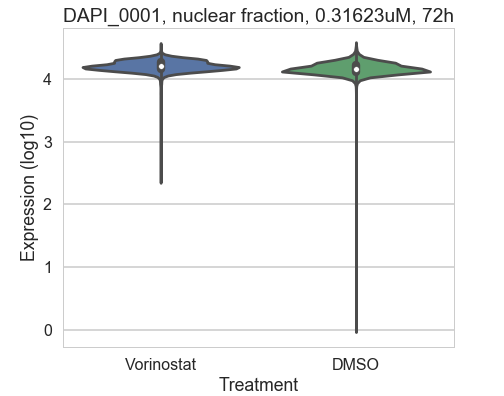 DAPI_0001, nuclear fraction, 0.31623uM, 72h
Expression (log10)
4
3
2
1
0
Vorinostat
DMSO
Treatment